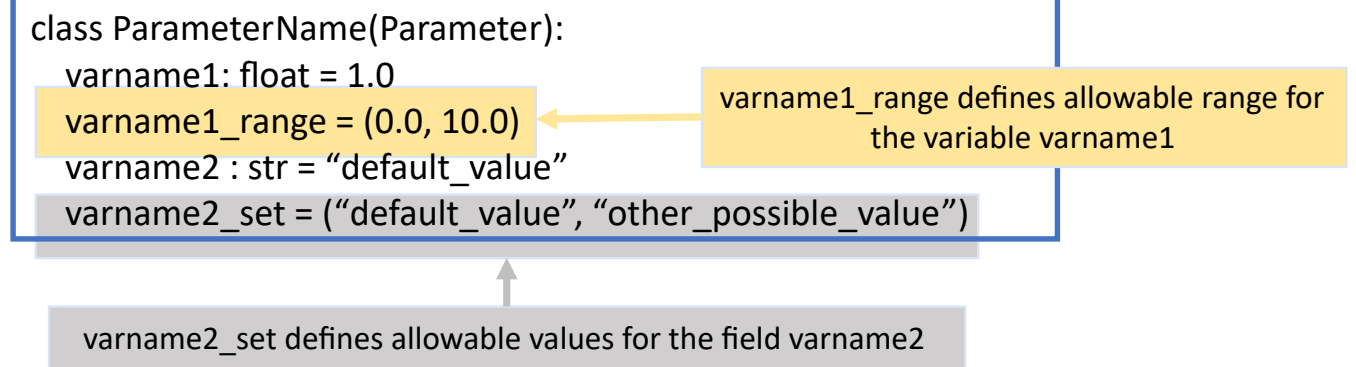 class ParameterName(Parameter):
varname1: float = 1.0
varname1_range = (0.0, 10.0)
varname1_range defines allowable range for
the variable varname1
varname2 : str = “default_value”
varname2_set = (“default_value”, “other_possible_value”)
varname2_set defines allowable values for the field varname2